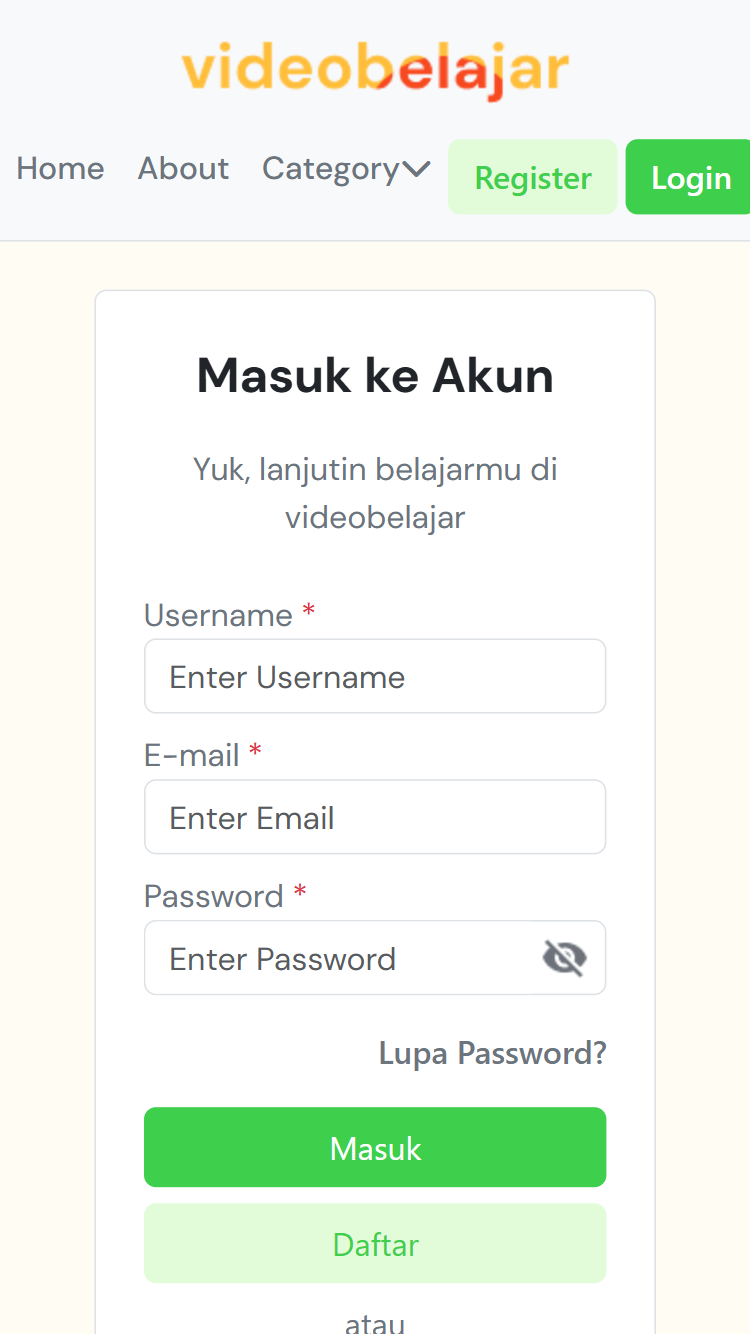 videobelajar
Home About Category Register Login
Masuk ke Akun
Yuk, lanjutin belajarmu di
videobelajar
Username *
Enter Username
E-mail *
Enter Email
Password *
Enter Password
Lupa Password?
Masuk
Daftar
atau